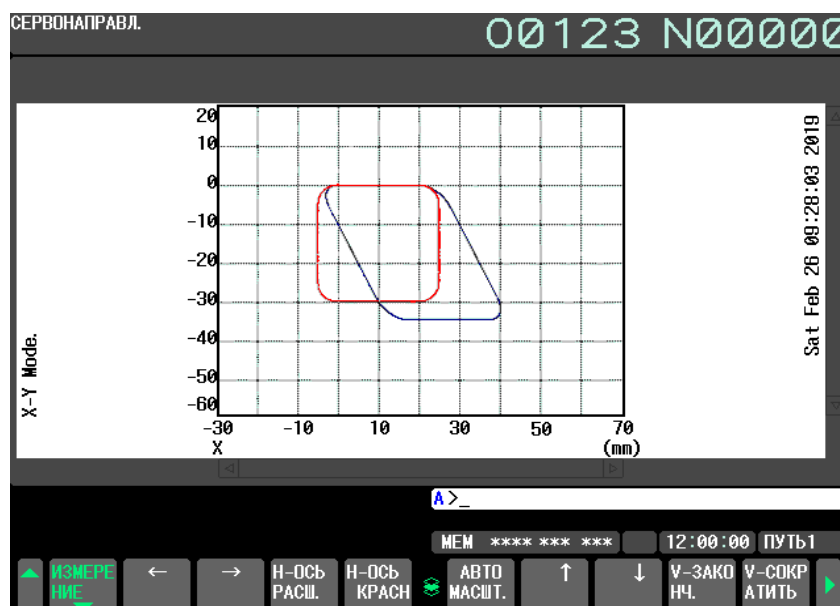 СЕРВОНАПРАВЛ.
O0123 N00000
20
10
0
-10
-20
-30
-40
-50
-60
-30 -10 10 30 50 70
X (mm)
X-Y Mode.
Sat Feb 26 09:28:03 2019
A >_
MEM **** *** *** 12:00:00 ПУТЬ1
ИЗМЕРЕ
НИЕ
←
→
H-ОСЬ
РАСШ.
H-ОСЬ
КРАСН
АВТО
МАСШТ.
↑
↓
V-ЗАКО
НЧ.
V-СОКР
АТИТЬ